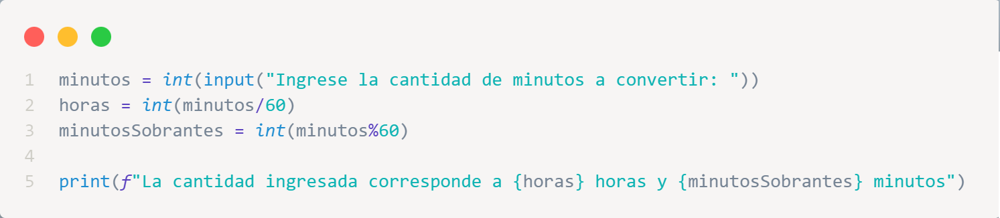 1 minutos = int(input("Ingrese la cantidad de minutos a convertir: "))
2 horas = int(minutos/60)
3 minutosSobrantes = int(minutos%60)
4
5 print(f"La cantidad ingresada corresponde a {horas} horas y {minutosSobrantes} minutos")